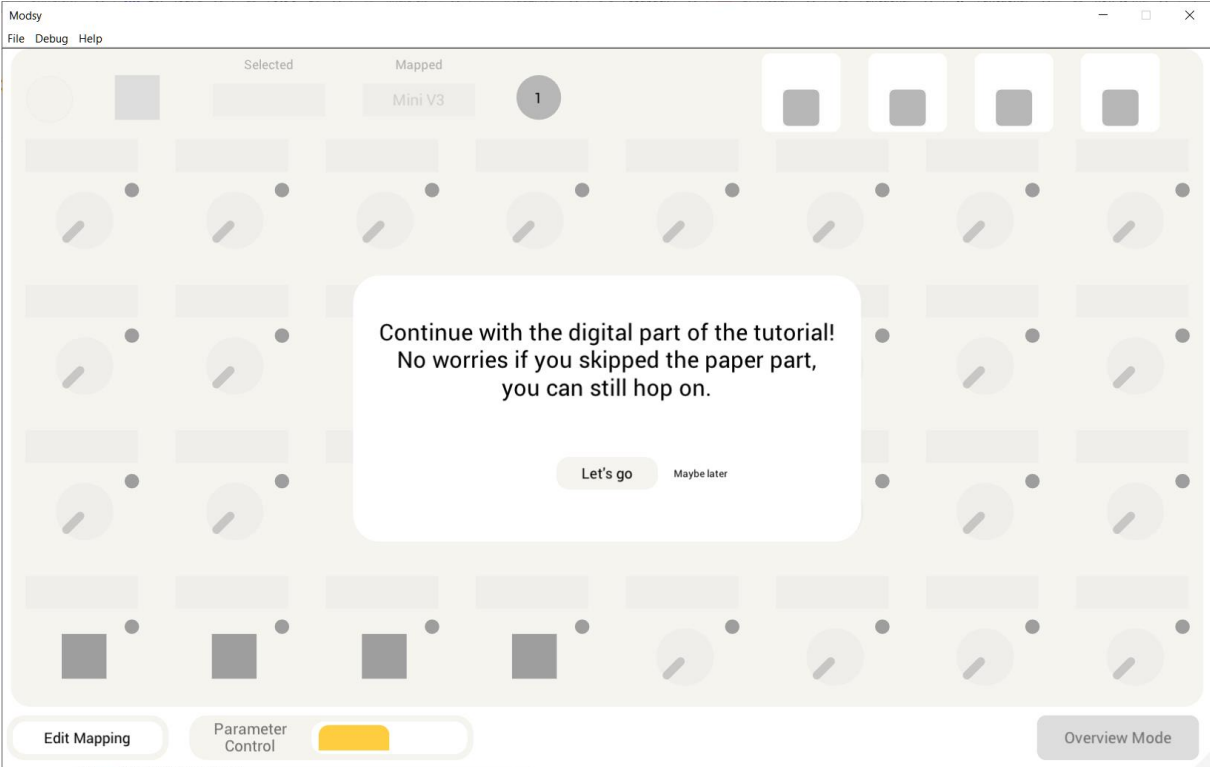 Modsy
File Debug Help
Selected
Mapped
Mini V3
1
Continue with the digital part of the tutorial!
No worries if you skipped the paper part,
you can still hop on.
Let's go
Maybe later
Edit Mapping
Parameter
Control
Overview Mode